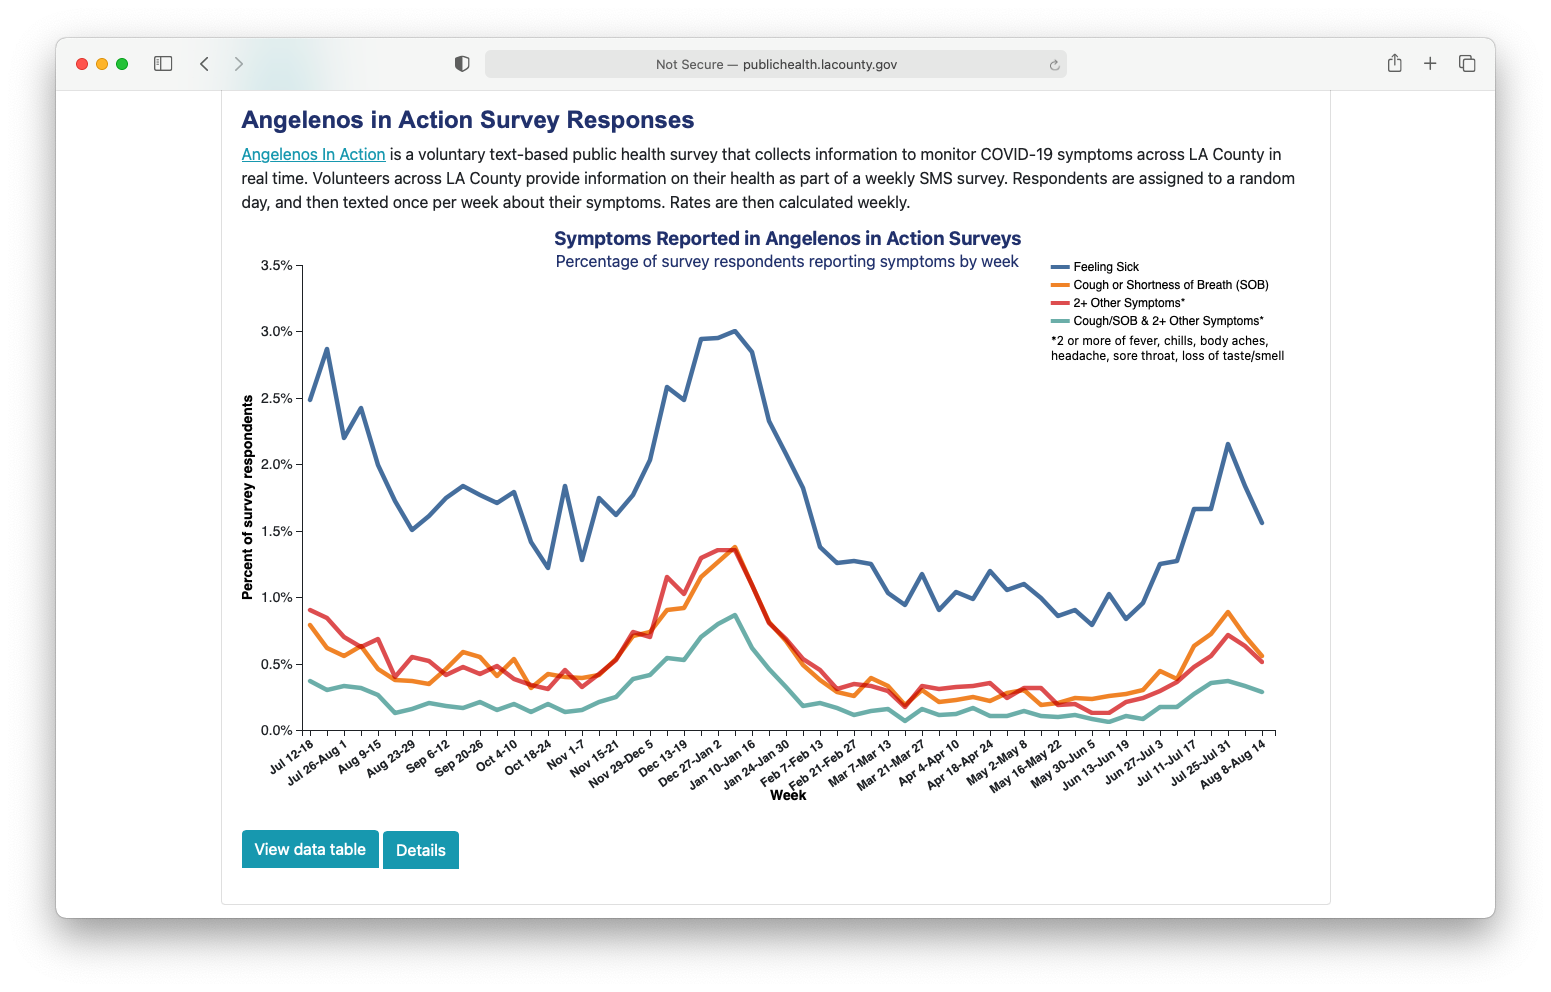 Not Secure — publichealth.lacounty.gov
Angelenos in Action Survey Responses
Angelenos In Action is a voluntary text-based public health survey that collects information to monitor COVID-19 symptoms across LA County in
real time. Volunteers across LA County provide information on their health as part of a weekly SMS survey. Respondents are assigned to a random
day, and then texted once per week about their symptoms. Rates are then calculated weekly.
Symptoms Reported in Angelenos in Action Surveys
Percentage of survey respondents reporting symptoms by week
Feeling Sick
Cough or Shortness of Breath (SOB)
2+ Other Symptoms*
Cough/SOB & 2+ Other Symptoms*
*2 or more of fever, chills, body aches,
headache, sore throat, loss of taste/smell
Percent of survey respondents
3.5%
3.0%
2.5%
2.0%
1.5%
1.0%
0.5%
0.0%
Jul 12-18
Jul 26-Aug 1
Aug 9-15
Aug 23-29
Sep 6-12
Sep 20-26
Oct 4-10
Oct 18-24
Nov 1-7
Nov 15-21
Nov 29-Dec 5
Dec 13-19
Dec 27-Jan 2
Jan 10-Jan 16
Jan 24-Jan 30
Feb 7-Feb 13
Feb 21-Feb 27
Mar 7-Mar 13
Mar 21-Mar 27
Apr 4-Apr 10
Apr 18-Apr 24
May 2-May 8
May 16-May 22
May 30-Jun 5
Jun 13-Jun 19
Jun 27-Jul 3
Jul 11-Jul 17
Jul 25-Jul 31
Aug 8-Aug 14
Week
View data table
Details